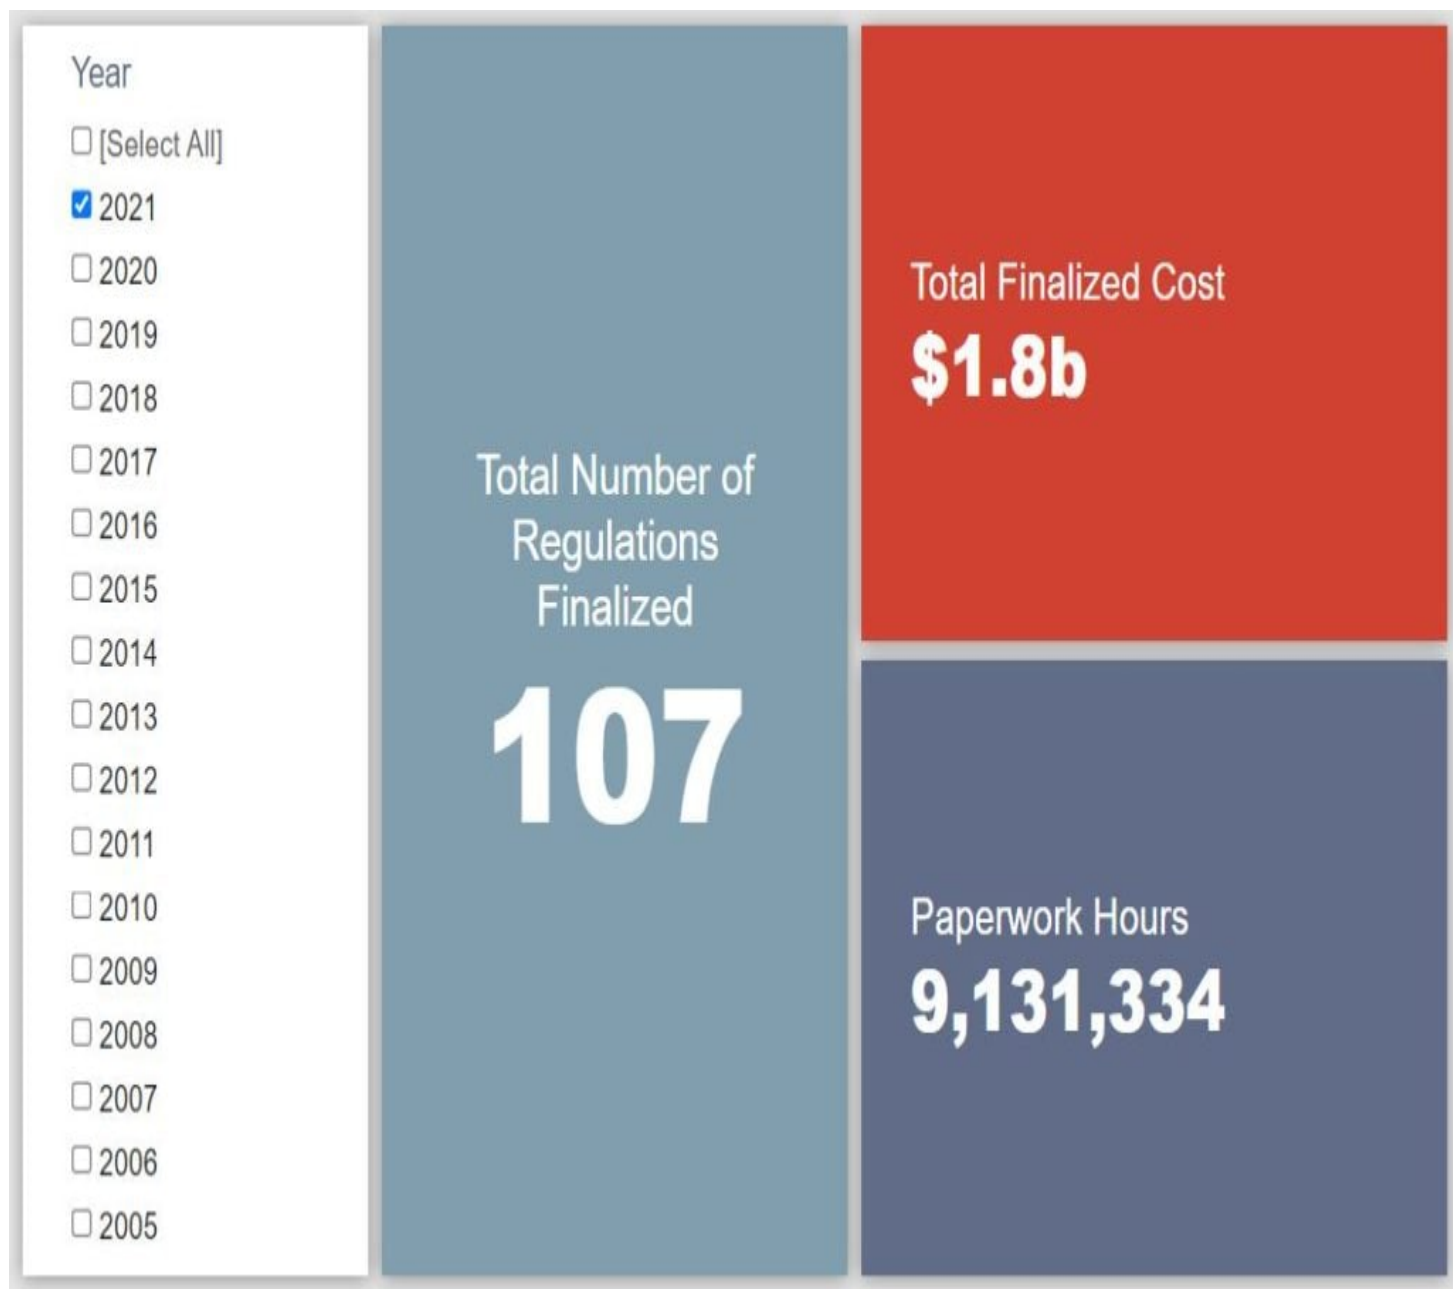 Year
[Select All]
2021
2020
2019
2018
2017
2016
2015
2014
2013
2012
2011
2010
2009
2008
2007
2006
2005
Total Number of
Regulations
Finalized
107
Total Finalized Cost
$1.8b
Paperwork Hours
9,131,334